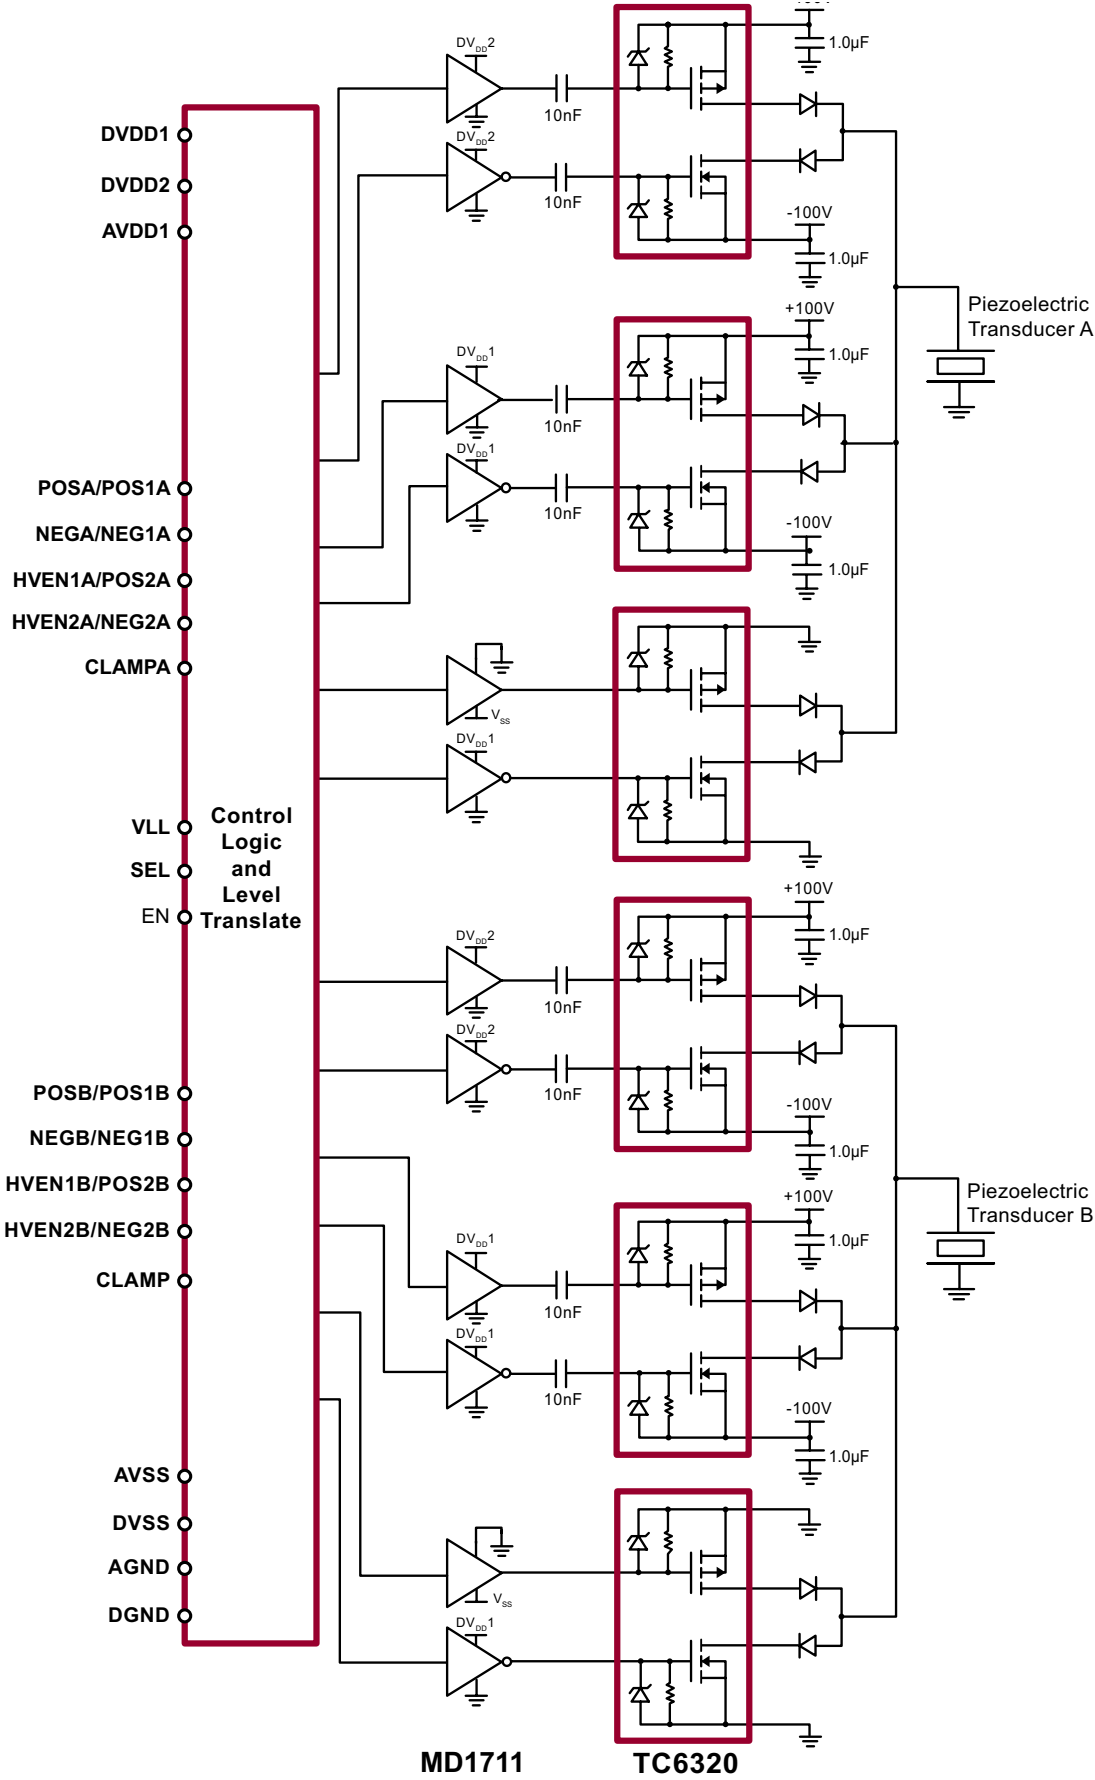 DV_DD2
1.0µF
10nF
DVDD1
DV_DD2
DVDD2
10nF
-100V
AVDD1
1.0µF
Piezoelectric
Transducer A
+100V
DV_DD1
1.0µF
10nF
DV_DD1
POSA/POS1A
10nF
-100V
NEGA/NEG1A
1.0µF
HVEN1A/POS2A
HVEN2A/NEG2A
CLAMPA
V_SS
DV_DD1
VLL
Control
Logic
and
Level
Translate
SEL
EN
+100V
DV_DD2
1.0µF
10nF
DV_DD2
POSB/POS1B
10nF
-100V
NEGB/NEG1B
1.0µF
HVEN1B/POS2B
+100V
Piezoelectric
Transducer B
HVEN2B/NEG2B
DV_DD1
1.0µF
CLAMP
10nF
DV_DD1
10nF
-100V
1.0µF
AVSS
DVSS
AGND
V_SS
DGND
DV_DD1
MD1711
TC6320